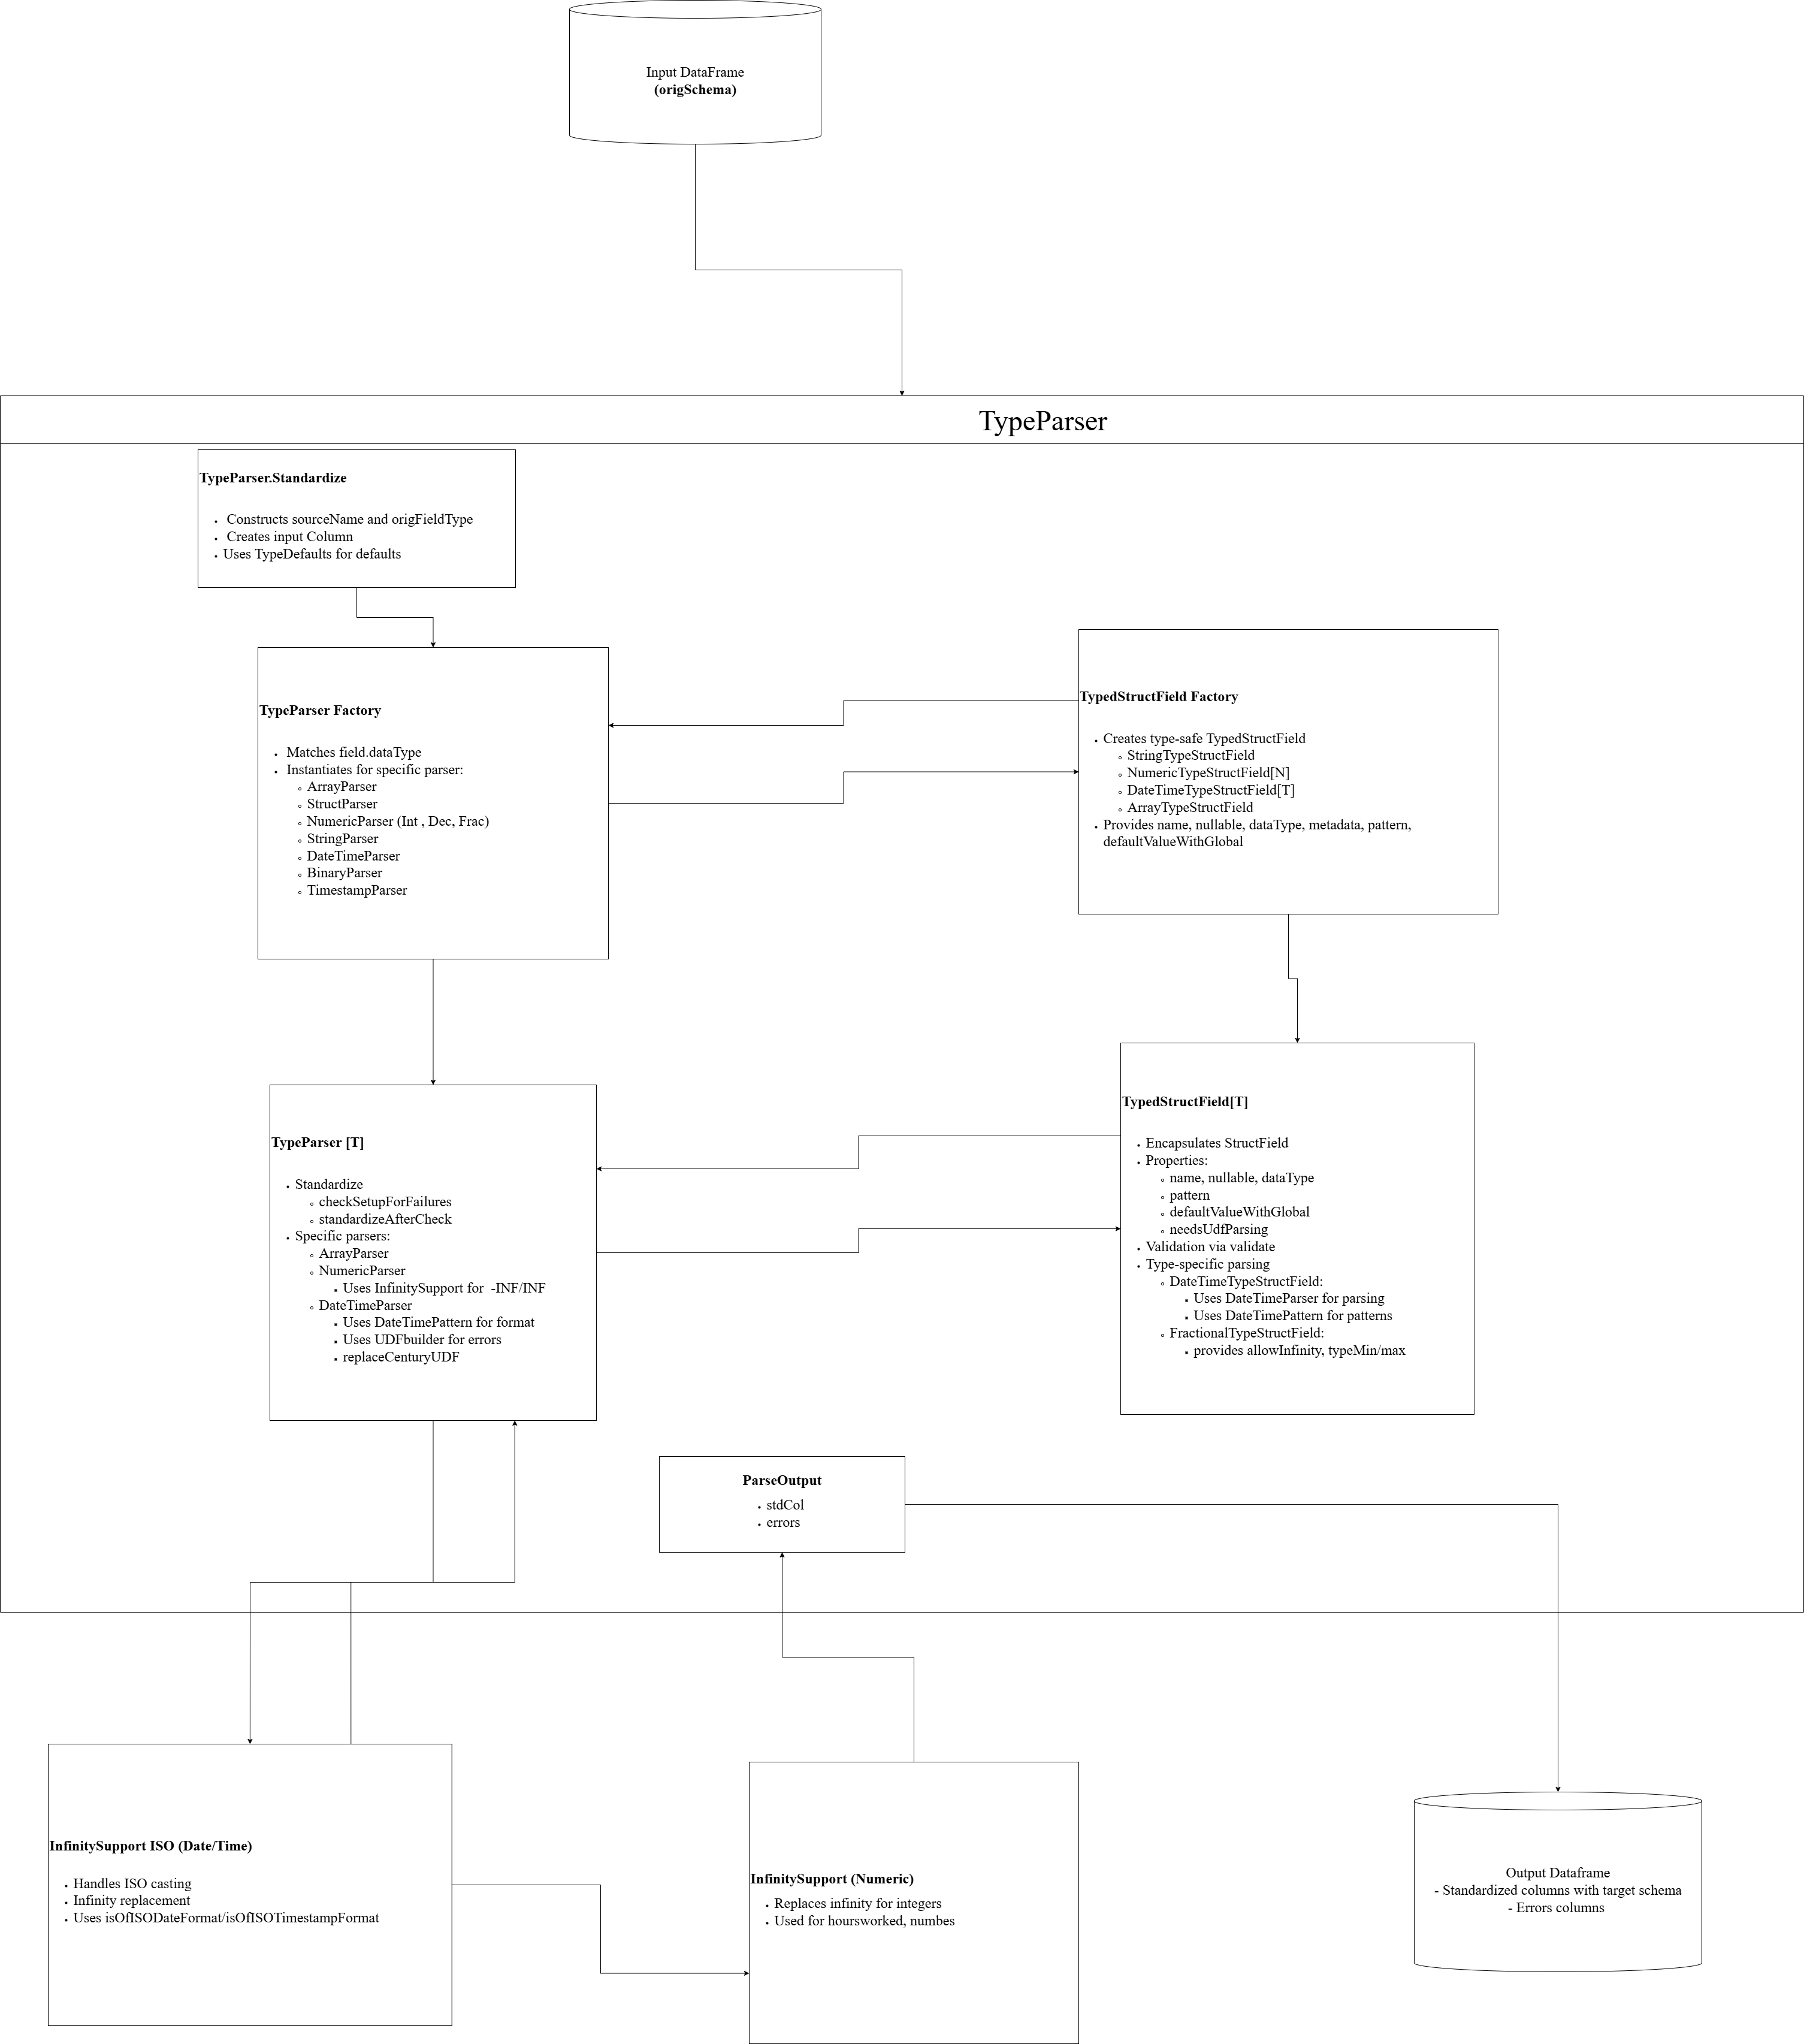 Input DataFrame
(origSchema)
TypeParser
TypeParser.Standardize
Constructs sourceName and origFieldType
Creates input Column
Uses TypeDefaults for defaults
TypeParser Factory
Matches field.dataType
Instantiates for specific parser:
ArrayParser
StructParser
NumericParser (Int , Dec, Frac)
StringParser
DateTimeParser
BinaryParser
TimestampParser
TypedStructField Factory
Creates type-safe TypedStructField
StringTypeStructField
NumericTypeStructField[N]
DateTimeTypeStructField[T]
ArrayTypeStructField
Provides name, nullable, dataType, metadata, pattern,
defaultValueWithGlobal
TypeParser [T]
Standardize
checkSetupForFailures
standardizeAfterCheck
Specific parsers:
ArrayParser
NumericParser
Uses InfinitySupport for  -INF/INF
DateTimeParser
Uses DateTimePattern for format
Uses UDFbuilder for errors
replaceCenturyUDF
TypedStructField[T]
Encapsulates StructField
Properties:
name, nullable, dataType
pattern
defaultValueWithGlobal
needsUdfParsing
Validation via validate
Type-specific parsing
DateTimeTypeStructField:
Uses DateTimeParser for parsing
Uses DateTimePattern for patterns
FractionalTypeStructField:
provides allowInfinity, typeMin/max
ParseOutput
stdCol
errors
InfinitySupport ISO (Date/Time)
Handles ISO casting
Infinity replacement
Uses isOfISODateFormat/isOfISOTimestampFormat
InfinitySupport (Numeric)
Replaces infinity for integers
Used for hoursworked, numbes
Output Dataframe
- Standardized columns with target schema
- Errors columns